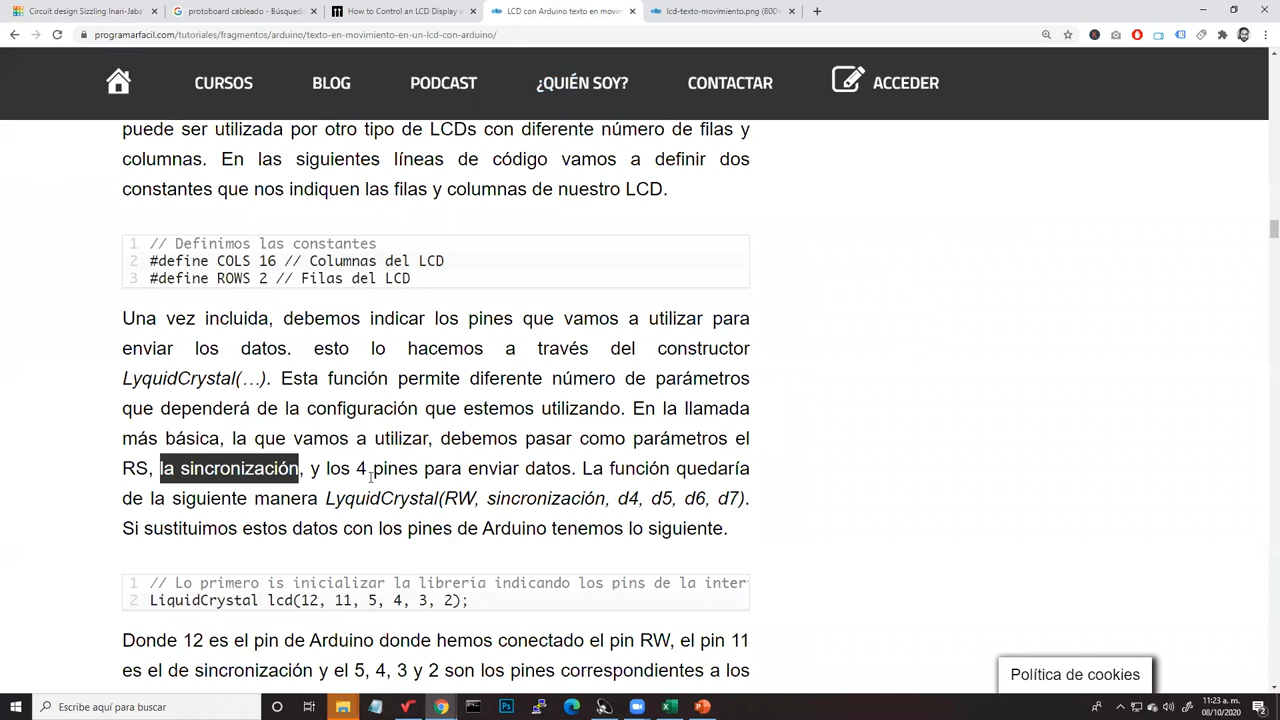 Circuit design Sizzling Inari-Jaba
protoboard cableado - Búsqued
How to Control an LCD Display w
LCD con Arduino texto en movim
lcd-texto-movimiento.png (800×
programarfacil.com/tutoriales/fragmentos/arduino/texto-en-movimiento-en-un-lcd-con-arduino/
CURSOS BLOG PODCAST ¿QUIÉN SOY? CONTACTAR ACCEDER
puede ser utilizada por otro tipo de LCDs con diferente número de filas y
columnas. En las siguientes líneas de código vamos a definir dos
constantes que nos indiquen las filas y columnas de nuestro LCD.
1 // Definimos las constantes
2 #define COLS 16 // Columnas del LCD
3 #define ROWS 2 // Filas del LCD
Una vez incluida, debemos indicar los pines que vamos a utilizar para
enviar los datos. esto lo hacemos a través del constructor
LyquidCrystal(…). Esta función permite diferente número de parámetros
que dependerá de la configuración que estemos utilizando. En la llamada
más básica, la que vamos a utilizar, debemos pasar como parámetros el
RS, la sincronización, y los 4 pines para enviar datos. La función quedaría
de la siguiente manera LyquidCrystal(RW, sincronización, d4, d5, d6, d7).
Si sustituimos estos datos con los pines de Arduino tenemos lo siguiente.
1 // Lo primero is inicializar la librería indicando los pins de la inter
2 LiquidCrystal lcd(12, 11, 5, 4, 3, 2);
Donde 12 es el pin de Arduino donde hemos conectado el pin RW, el pin 11
es el de sincronización y el 5, 4, 3 y 2 son los pines correspondientes a los
Política de cookies
Escribe aquí para buscar
11:23 a. m.
08/10/2020
2